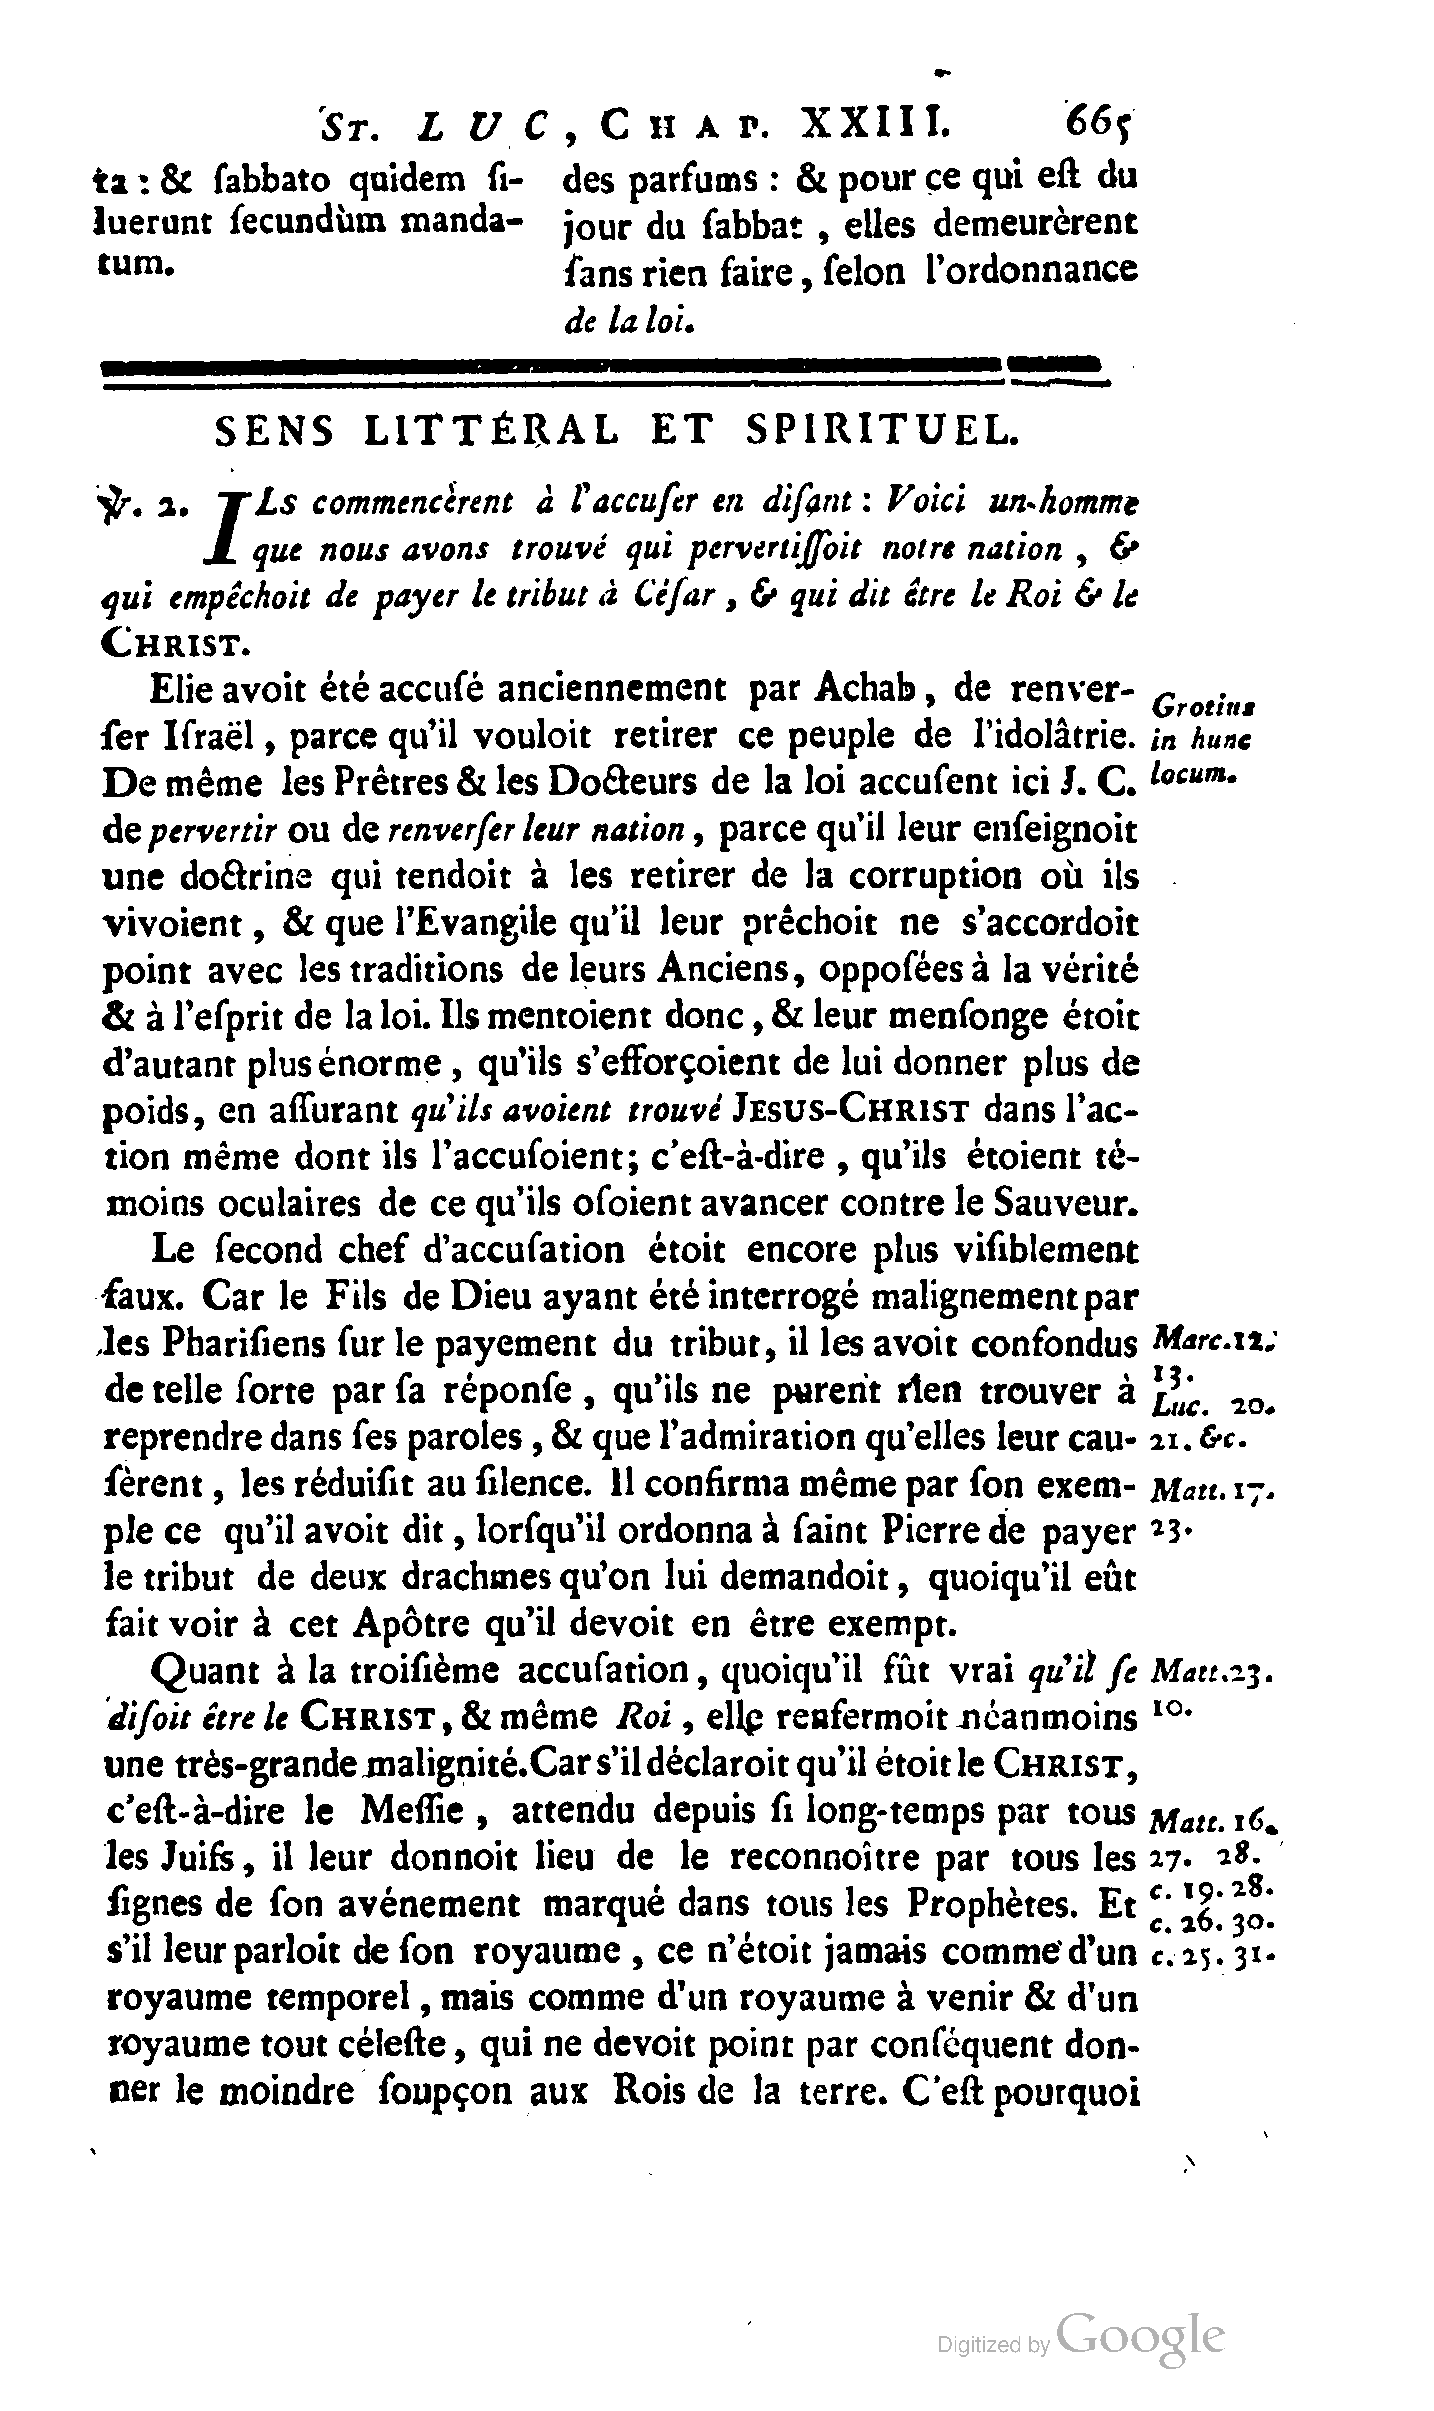 ST. LUC, CHAP. XXIII. 665
ta : & ſabbato quidem ſi-
luerunt ſecundùm manda-
tum.
des parfums : & pour ce qui eſt du
jour du ſabbat , elles demeurèrent
ſans rien faire, ſelon l'ordonnance
de la loi.
SENS LITTÉRAL ET SPIRITUEL.
℣. 2. ILs commencèrent à l'accuſer en diſant : Voici un homme
que nous avons trouvé qui pervertiſſoit notre nation , &
qui empêchoit de payer le tribut à Céſar , & qui dit être le Roi & le
CHRIST.
Elie avoit été accuſé anciennement par Achab, de renver-
ſer Iſraël, parce qu'il vouloit retirer ce peuple de l'idolâtrie.
De même les Prêtres & les Docteurs de la loi accuſent ici J. C.
de pervertir ou de renverſer leur nation, parce qu'il leur enſeignoit
une doctrine qui tendoit à les retirer de la corruption où ils
vivoient , & que l'Evangile qu'il leur prêchoit ne s'accordoit
point avec les traditions de leurs Anciens, oppoſées à la vérité
& à l'eſprit de la loi. Ils mentoient donc, & leur menſonge étoit
d'autant plus énorme , qu'ils s'efforçoient de lui donner plus de
poids, en aſſurant qu'ils avoient trouvé JESUS-CHRIST dans l'ac-
tion même dont ils l'accuſoient; c'eſt-à-dire , qu'ils étoient té-
moins oculaires de ce qu'ils oſoient avancer contre le Sauveur.
Grotius
in hunc
locum.
Le ſecond chef d'accuſation étoit encore plus viſiblement
faux. Car le Fils de Dieu ayant été interrogé malignement par
les Phariſiens ſur le payement du tribut, il les avoit confondus
de telle ſorte par ſa réponſe , qu'ils ne purent rien trouver à
reprendre dans ſes paroles , & que l'admiration qu'elles leur cau-
ſèrent , les réduiſit au ſilence. Il confirma même par ſon exem-
ple ce qu'il avoit dit , lorſqu'il ordonna à ſaint Pierre de payer
le tribut de deux drachmes qu'on lui demandoit, quoiqu'il eût
fait voir à cet Apôtre qu'il devoit en être exempt.
Marc. 12.
13.
Luc. 20.
21. &c.
Matt. 17.
23.
Quant à la troiſième accuſation, quoiqu'il fût vrai qu'il ſe
diſoit être le CHRIST, & même Roi , elle renfermoit néanmoins
une très-grande malignité. Car s'il déclaroit qu'il étoit le CHRIST,
c'eſt-à-dire le Meſſie , attendu depuis ſi long-temps par tous
les Juifs, il leur donnoit lieu de le reconnoître par tous les
ſignes de ſon avénement marqué dans tous les Prophètes. Et
s'il leur parloit de ſon royaume , ce n'étoit jamais comme d'un
royaume temporel , mais comme d'un royaume à venir & d'un
royaume tout céleſte, qui ne devoit point par conſéquent don-
ner le moindre ſoupçon aux Rois de la terre. C'eſt pourquoi
Matt. 23.
10.
Matt. 16.
27. 28.
c. 19. 28.
c. 26. 30.
c. 25. 31.
Digitized by Google